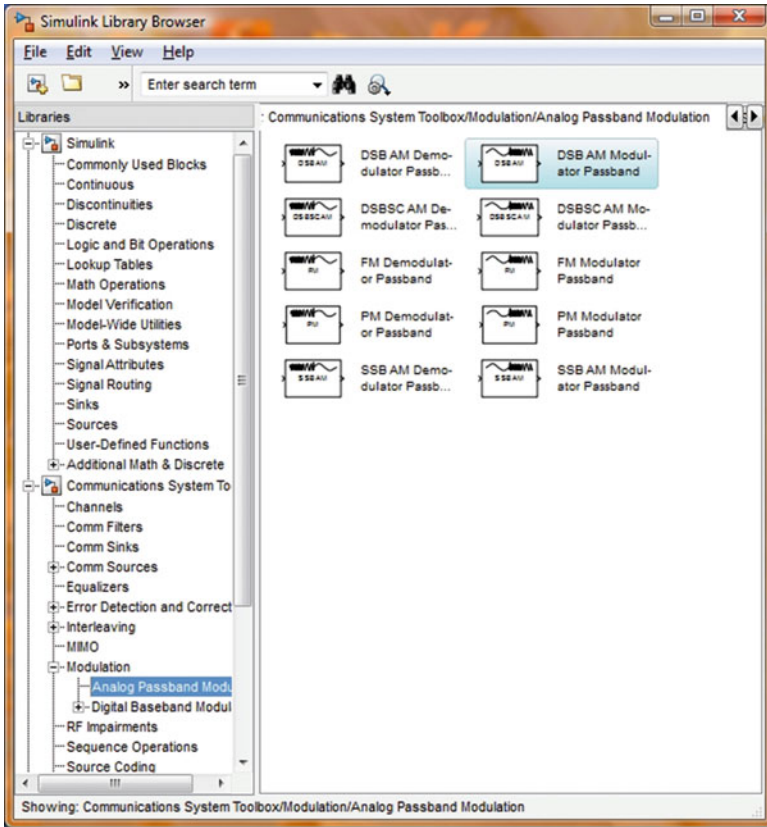 Simulink Library Browser
File Edit View Help
» Enter search term
Libraries
: Communications System Toolbox/Modulation/Analog Passband Modulation
Simulink
Commonly Used Blocks
Continuous
Discontinuities
Discrete
Logic and Bit Operations
Lookup Tables
Math Operations
Model Verification
Model-Wide Utilities
Ports & Subsystems
Signal Attributes
Signal Routing
Sinks
Sources
User-Defined Functions
Additional Math & Discrete
Communications System To
Channels
Comm Filters
Comm Sinks
Comm Sources
Equalizers
Error Detection and Correct
Interleaving
MIMO
Modulation
Analog Passband Modu
Digital Baseband Modul
RF Impairments
Sequence Operations
Source Coding
DSB AM
DSB AM Demo-
dulator Passb...
DSB AM
DSB AM Modul-
ator Passband
DSBSC AM
DSBSC AM De-
modulator Pas...
DSBSC AM
DSBSC AM Mo-
dulator Passb...
FM Demodulat-
or Passband
FM Modulator
Passband
PM
PM Demodulat-
or Passband
PM
PM Modulator
Passband
SSB AM
SSB AM Demo-
dulator Passb...
SSB AM
SSB AM Modul-
ator Passband
Showing: Communications System Toolbox/Modulation/Analog Passband Modulation